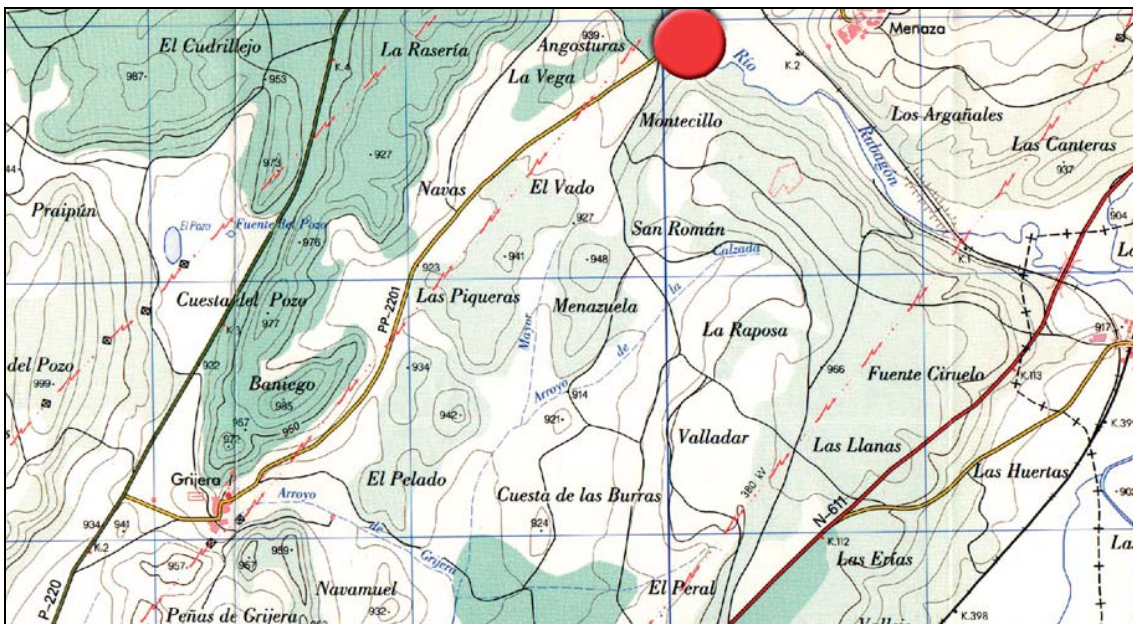 El Cudrillejo
987
953
K.4
La Rasería
939
Angosturas
La Vega
Río
K.2
Menaza
Montecillo
Rubagón
Los Argañales
Las Canteras
937
973
927
Navas
El Vado
927
Praipún
El Pozo
Fuente del Pozo
976
San Román
Calzada
904
K.1
923
941
948
la
Cuesta del Pozo
977
K.3
PP-2201
Las Piqueras
Menazuela
Mayor
de
La Raposa
917
del Pozo
999
922
Baniego
985
934
Arroyo
914
966
Fuente Ciruelo
K.113
967
972
950
942
921
Valladar
Las Llanas
K.399
Grijera
El Pelado
Cuesta de las Burras
380 W
Las Huertas
Arroyo
de
Grijera
934
941
K.2
924
N-611
K.112
957
967
959
Las Erías
Navamuel
932
El Peral
P-220
Peñas de Grijera
K.398